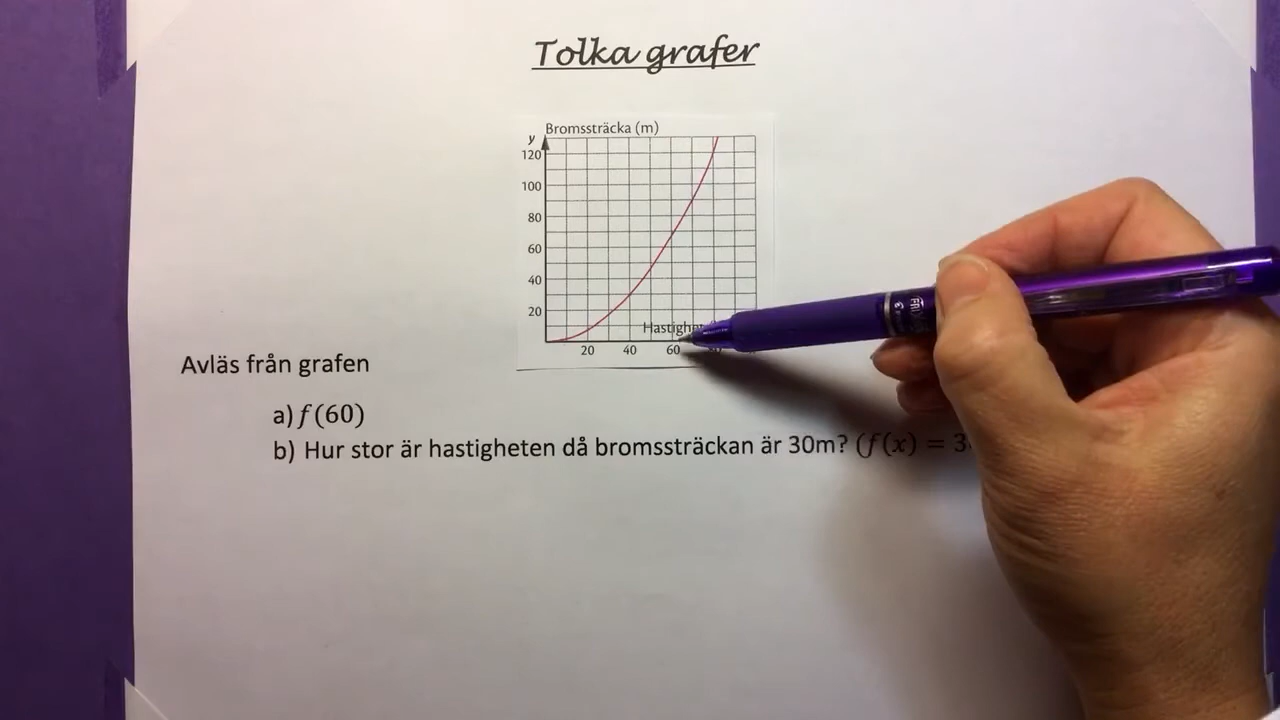 Tolka grafer
Bromssträcka (m)
y
120
100
80
60
40
20
20 40 60
Avläs från grafen
a) f(60)
b) Hur stor är hastigheten då bromssträckan är 30m? (f(x) =